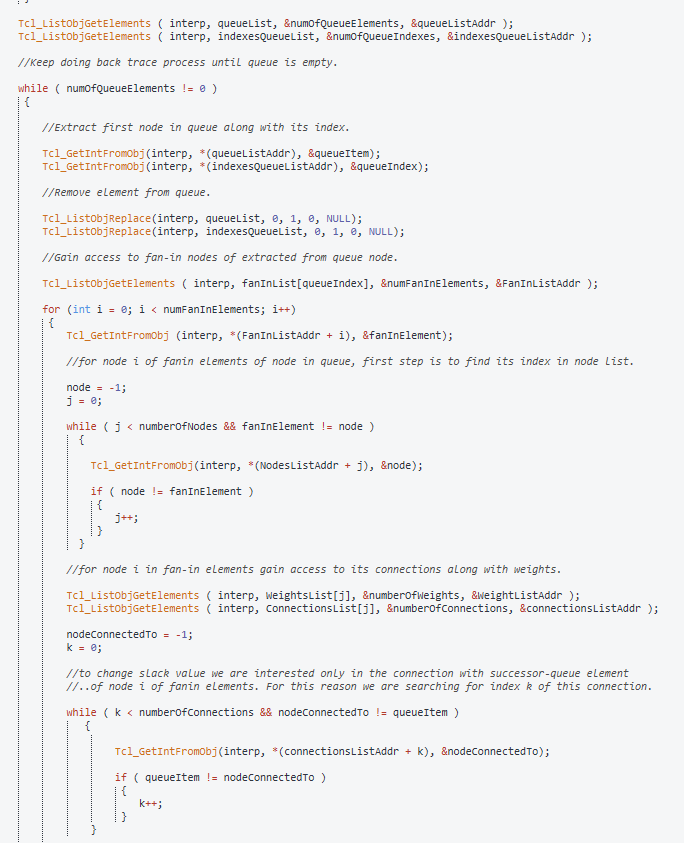 Tcl_ListObjGetElements ( interp, queueList, &numOfQueueElements, &queueListAddr );
Tcl_ListObjGetElements ( interp, indexesQueueList, &numOfQueueIndexes, &indexesQueueListAddr );
//Keep doing back trace process until queue is empty.
while ( numOfQueueElements != 0 )
{
//Extract first node in queue along with its index.
Tcl_GetIntFromObj(interp, *(queueListAddr), &queueItem);
Tcl_GetIntFromObj(interp, *(indexesQueueListAddr), &queueIndex);
//Remove element from queue.
Tcl_ListObjReplace(interp, queueList, 0, 1, 0, NULL);
Tcl_ListObjReplace(interp, indexesQueueList, 0, 1, 0, NULL);
//Gain access to fan-in nodes of extracted from queue node.
Tcl_ListObjGetElements ( interp, fanInList[queueIndex], &numFanInElements, &FanInListAddr );
for (int i = 0; i < numFanInElements; i++)
{
Tcl_GetIntFromObj (interp, *(FanInListAddr + i), &fanInElement);
//for node i of fanin elements of node in queue, first step is to find its index in node list.
node = -1;
j = 0;
while ( j < numberOfNodes && fanInElement != node )
{
Tcl_GetIntFromObj(interp, *(NodesListAddr + j), &node);
if ( node != fanInElement )
{
j++;
}
}
//for node i in fan-in elements gain access to its connections along with weights.
Tcl_ListObjGetElements ( interp, WeightsList[j], &numberOfWeights, &WeightListAddr );
Tcl_ListObjGetElements ( interp, ConnectionsList[j], &numberOfConnections, &connectionsListAddr );
nodeConnectedTo = -1;
k = 0;
//to change slack value we are interested only in the connection with successor-queue element
//..of node i of fanin elements. For this reason we are searching for index k of this connection.
while ( k < numberOfConnections && nodeConnectedTo != queueItem )
{
Tcl_GetIntFromObj(interp, *(connectionsListAddr + k), &nodeConnectedTo);
if ( queueItem != nodeConnectedTo )
{
k++;
}
}